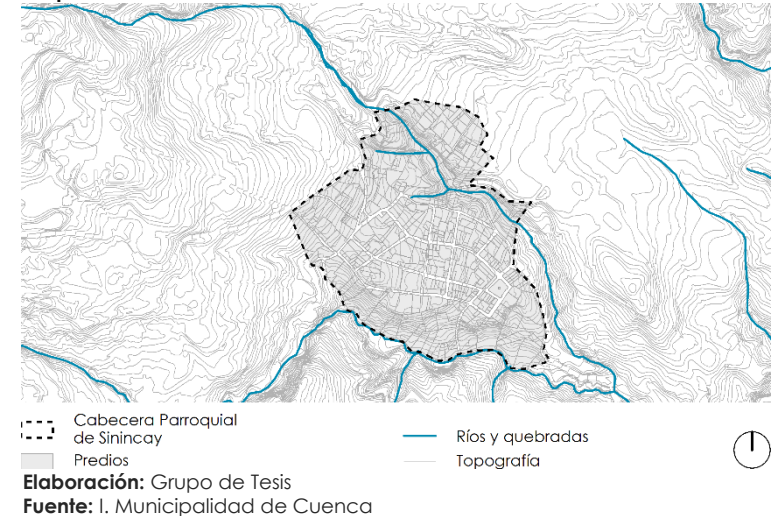 Cabecera Parroquial
de Sinincay
Predios
Ríos y quebradas
Topografía
Elaboración: Grupo de Tesis
Fuente: I. Municipalidad de Cuenca